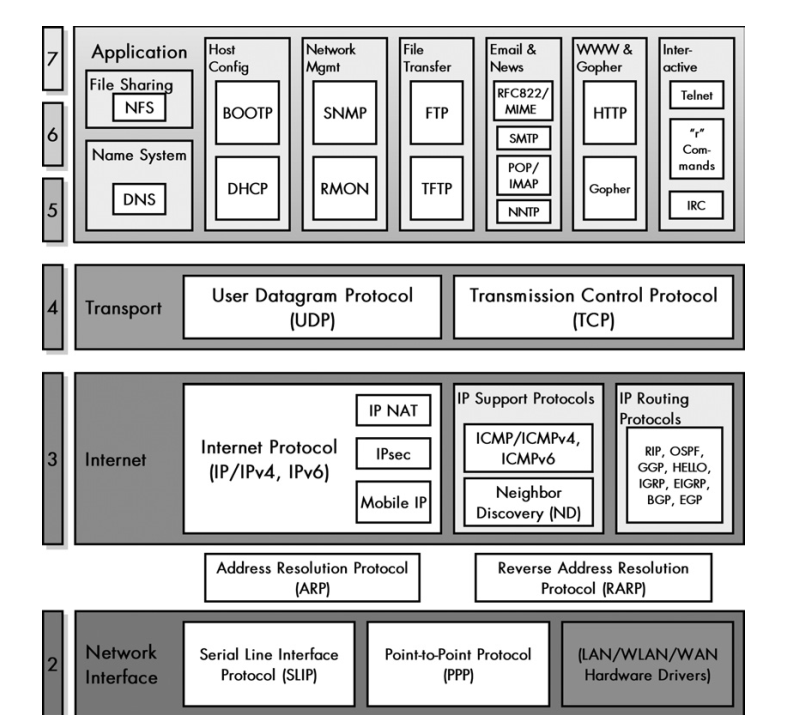 7
6
5
Application
File Sharing
NFS
Name System
DNS
Host
Config
BOOTP
DHCP
Network
Mgmt
SNMP
RMON
File
Transfer
FTP
TFTP
Email &
News
RFC822/
MIME
SMTP
POP/
IMAP
NNTP
WWW &
Gopher
HTTP
Gopher
Inter-
active
Telnet
"r"
Com-
mands
IRC
4
Transport
User Datagram Protocol
(UDP)
Transmission Control Protocol
(TCP)
3
Internet
Internet Protocol
(IP/IPv4, IPv6)
IP NAT
IPsec
Mobile IP
IP Support Protocols
ICMP/ICMPv4,
ICMPv6
Neighbor
Discovery (ND)
IP Routing
Protocols
RIP, OSPF,
GGP, HELLO,
IGRP, EIGRP,
BGP, EGP
Address Resolution Protocol
(ARP)
Reverse Address Resolution
Protocol (RARP)
2
Network
Interface
Serial Line Interface
Protocol (SLIP)
Point-to-Point Protocol
(PPP)
(LAN/WLAN/WAN
Hardware Drivers)